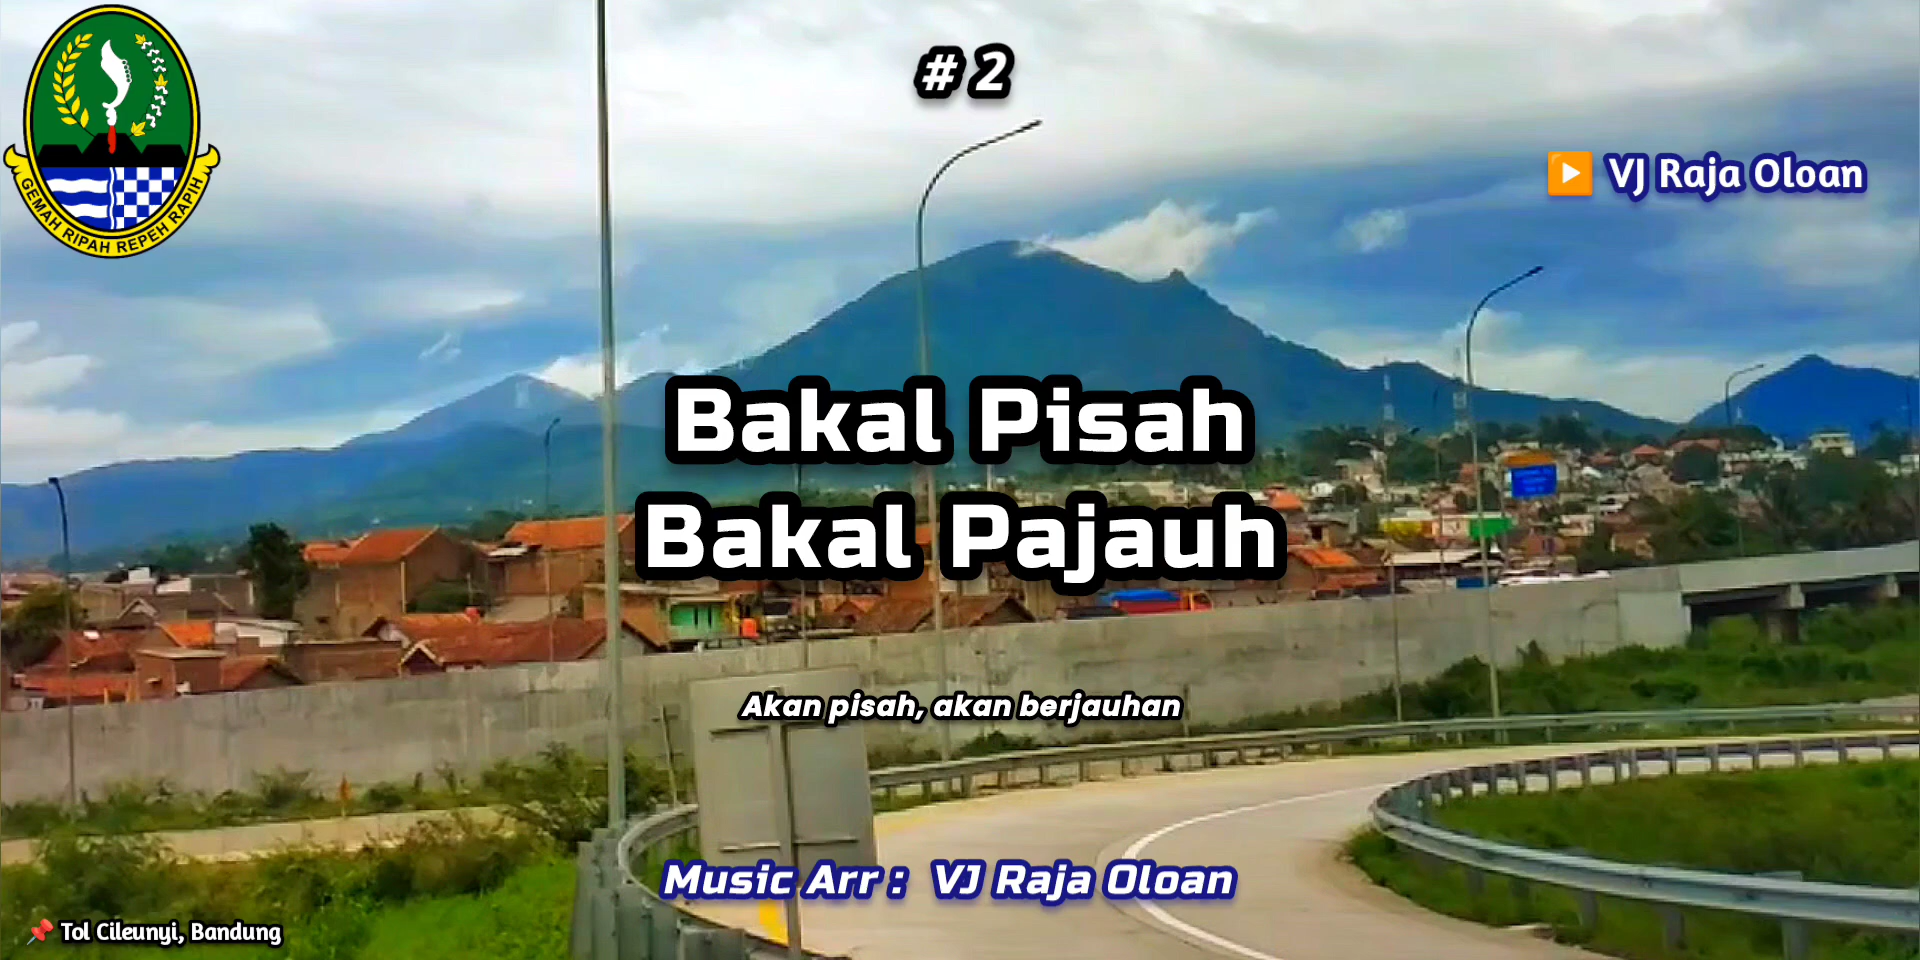 GEMAH RIPAH REPEH RAPIH
# 2
VJ Raja Oloan
Bakal Pisah
Bakal Pajauh
Akan pisah, akan berjauhan
Music Arr : VJ Raja Oloan
Tol Cileunyi, Bandung